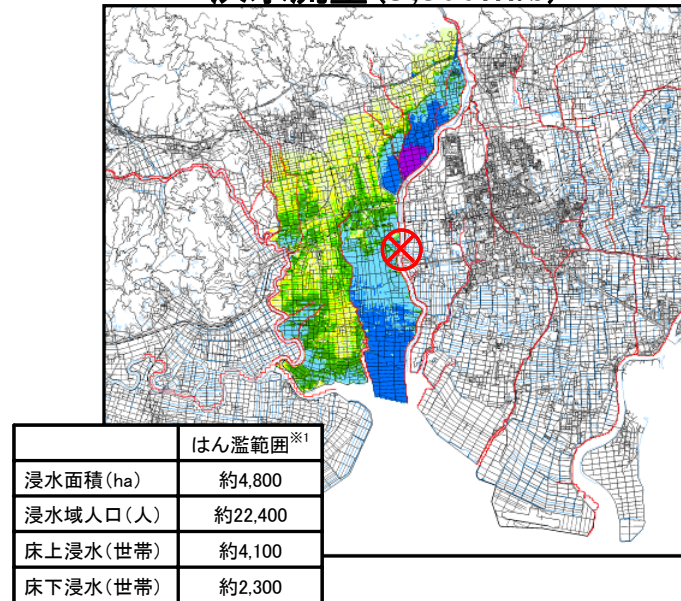 はん濫範囲※1
浸水面積(ha) 約4,800
浸水域人口(人) 約22,400
床上浸水(世帯) 約4,100
床下浸水(世帯) 約2,300